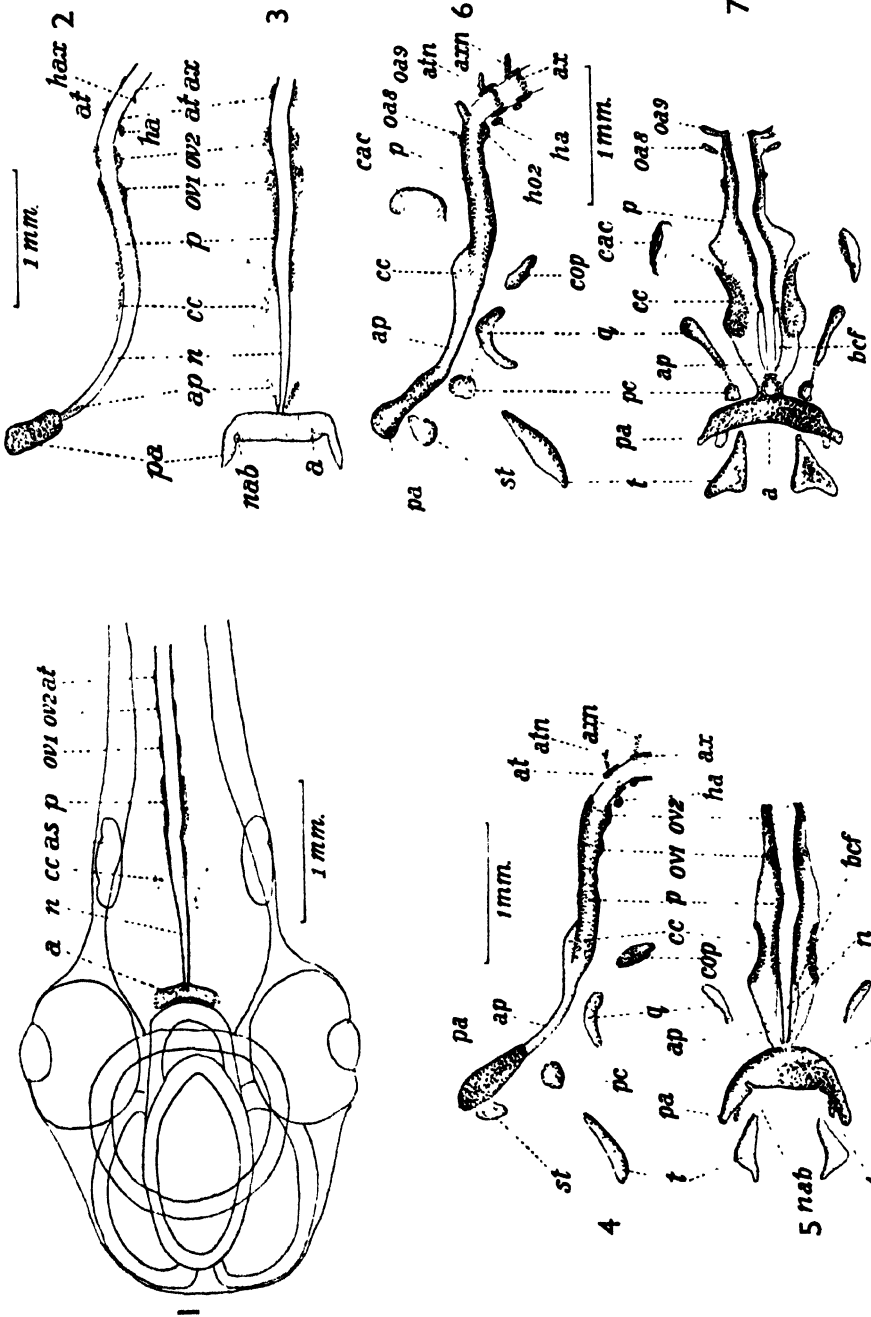 1
a n cc as p ov1 ov2 at
1 mm.
2
1 mm.
hax
at
ha
pa ap n cc p ov1 ov2 at ax
3
nab
a
4
1mm.
pa
ap
at
atn
axn
st
t
pc
q
cop
cc p ov1 ov2
ha
ax
5
nab
pa
ap
n
bcf
6
cac
p
oa8
oa9
atn
axn
cc
ap
ax
ha
ho2
1 mm.
pa
st
t
pc
q
cop
7
pa
ap
cc
cac
p
oa8
oa9
a
bcf